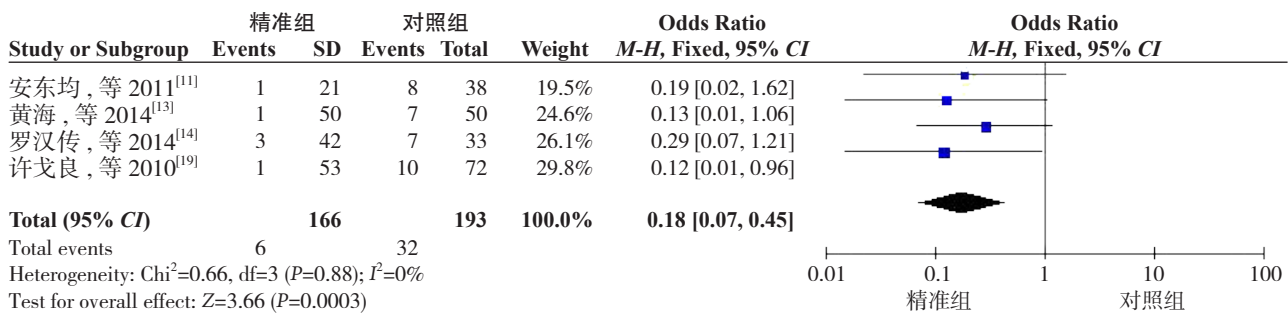 精准组 对照组 Odds Ratio Odds Ratio
Study or Subgroup Events SD Events Total Weight M-H, Fixed, 95% CI M-H, Fixed, 95% CI
安东均 , 等 2011[11] 1 21 8 38 19.5% 0.19 [0.02, 1.62]
黄海 , 等 2014[13] 1 50 7 50 24.6% 0.13 [0.01, 1.06]
罗汉传 , 等 2014[14] 3 42 7 33 26.1% 0.29 [0.07, 1.21]
许戈良 , 等 2010[19] 1 53 10 72 29.8% 0.12 [0.01, 0.96]
Total (95% CI) 166 193 100.0% 0.18 [0.07, 0.45]
Total events 6 32
Heterogeneity: Chi²=0.66, df=3 (P=0.88); I²=0%
Test for overall effect: Z=3.66 (P=0.0003)
0.01 0.1 1 10 100
精准组 对照组